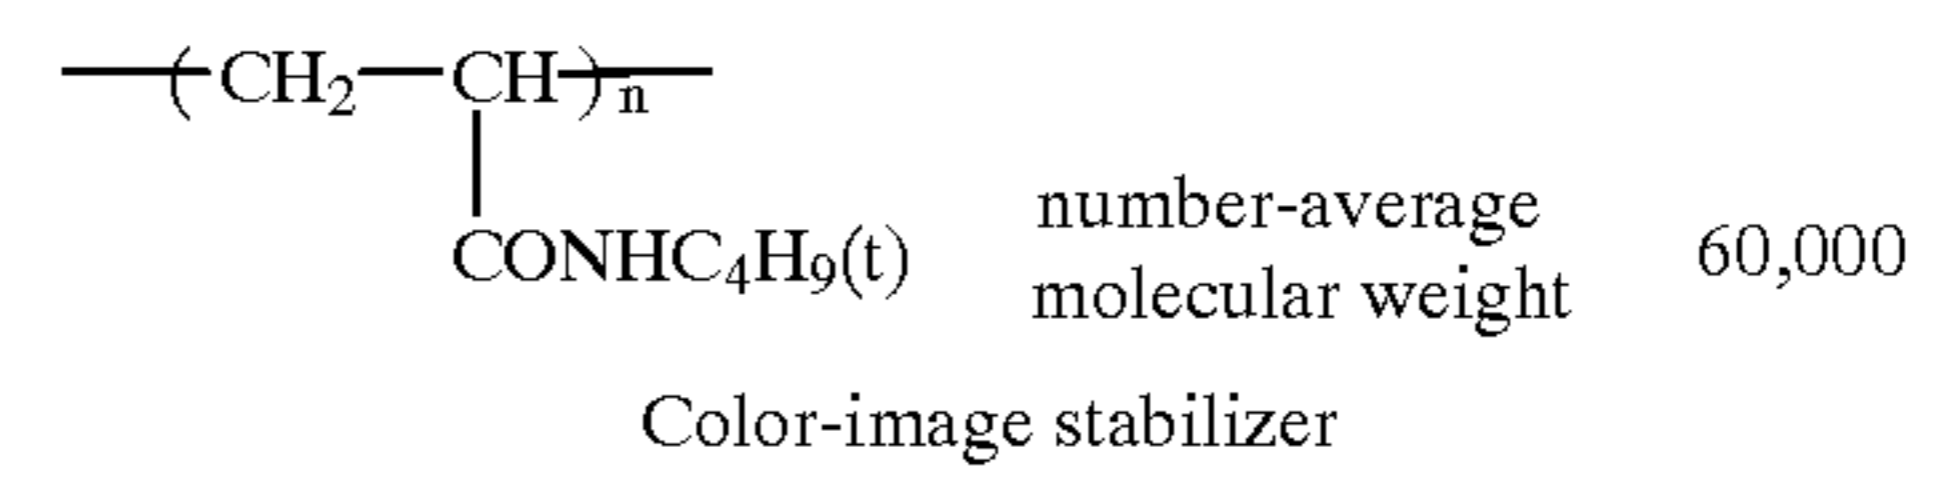 —(CH₂—CH)n—
CONHC₄H₉(t)
number-average
molecular weight
60,000
Color-image stabilizer